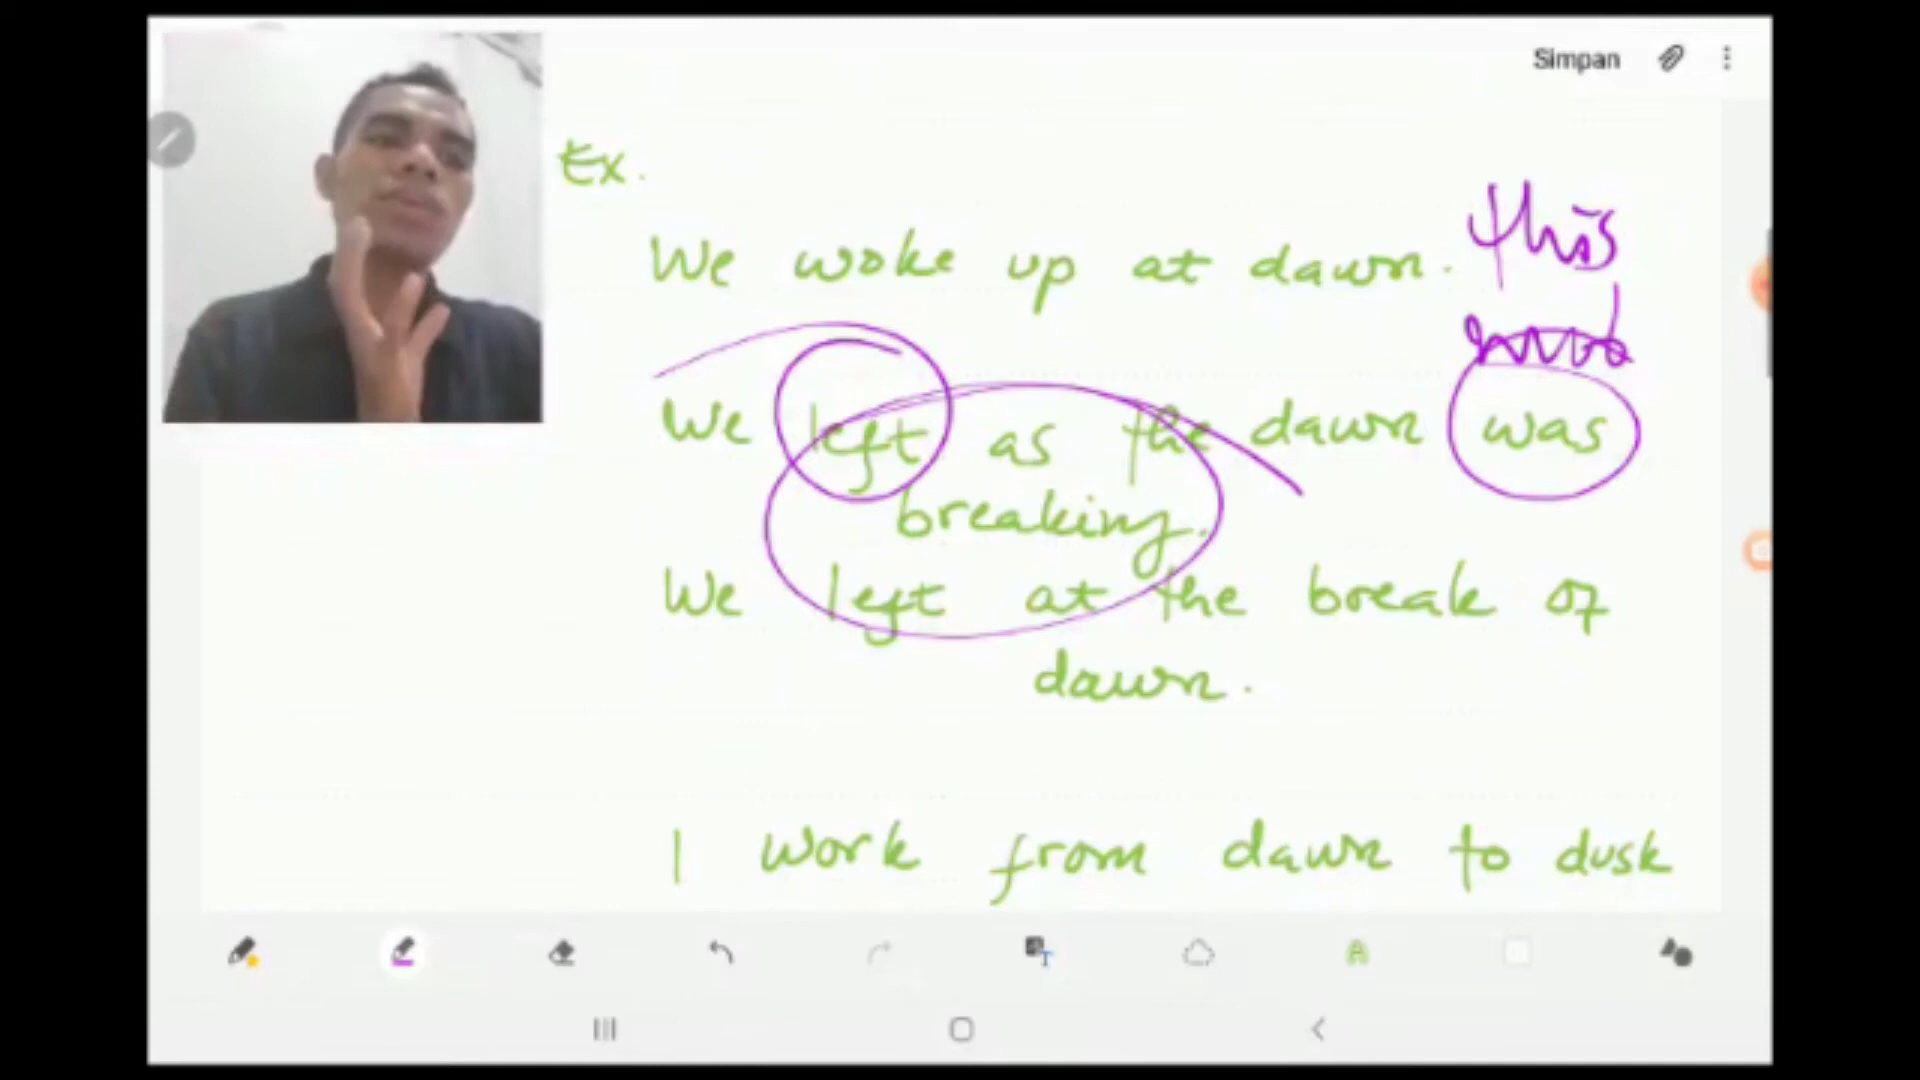 Simpan
Ex.
We woke up at dawn. this
We left as the dawn was
breaking.
We left at the break of
dawn.
I work from dawn to dusk